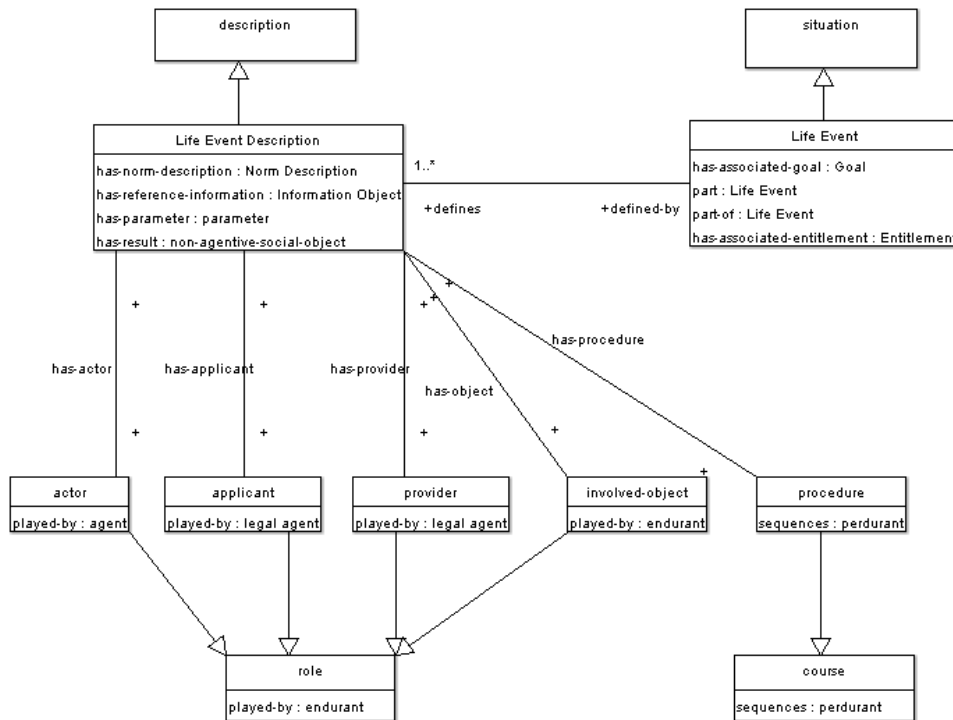 description
situation
Life Event Description
has-norm-description : Norm Description
has-reference-information : Information Object
has-parameter : parameter
has-result : non-agentive-social-object
Life Event
has-associated-goal : Goal
part : Life Event
part-of : Life Event
has-associated-entitlement : Entitlement
1..*
+defines
+defined-by
+
+
+
+
+
has-procedure
has-actor
has-applicant
has-provider
has-object
+
+
+
+
+
actor
played-by : agent
applicant
played-by : legal agent
provider
played-by : legal agent
involved-object
played-by : endurant
procedure
sequences : perdurant
role
played-by : endurant
course
sequences : perdurant